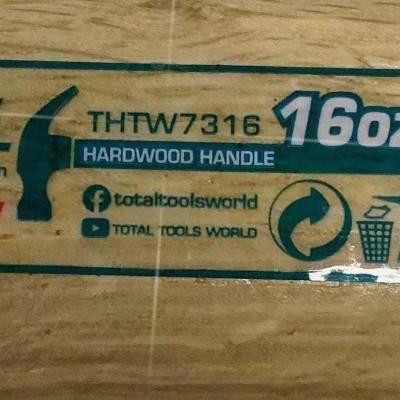 THTW7316
16oz
HARDWOOD HANDLE
totaltoolsworld
TOTAL TOOLS WORLD